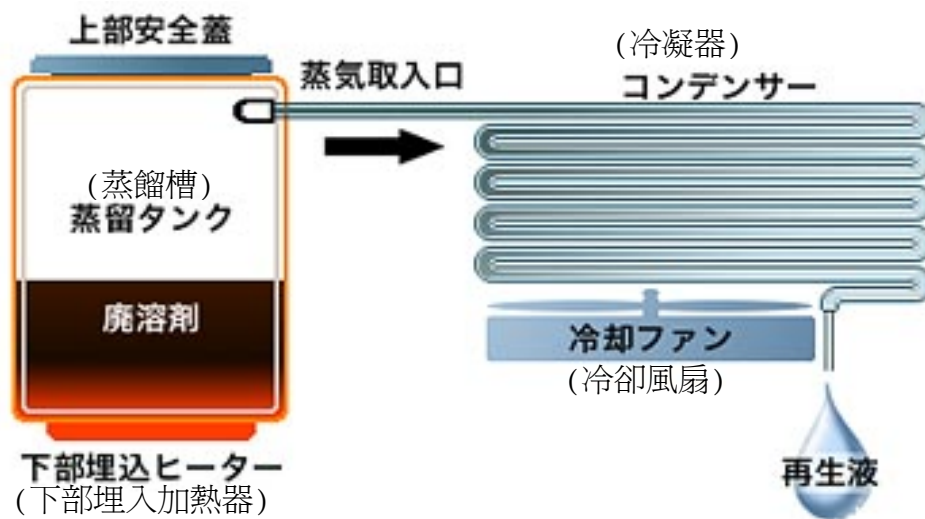 上部安全蓋
蒸気取入口
(冷凝器)
コンデンサー
(蒸餾槽)
蒸留タンク
廃溶剤
冷却ファン
(冷卻風扇)
下部埋込ヒーター
(下部埋入加熱器)
再生液